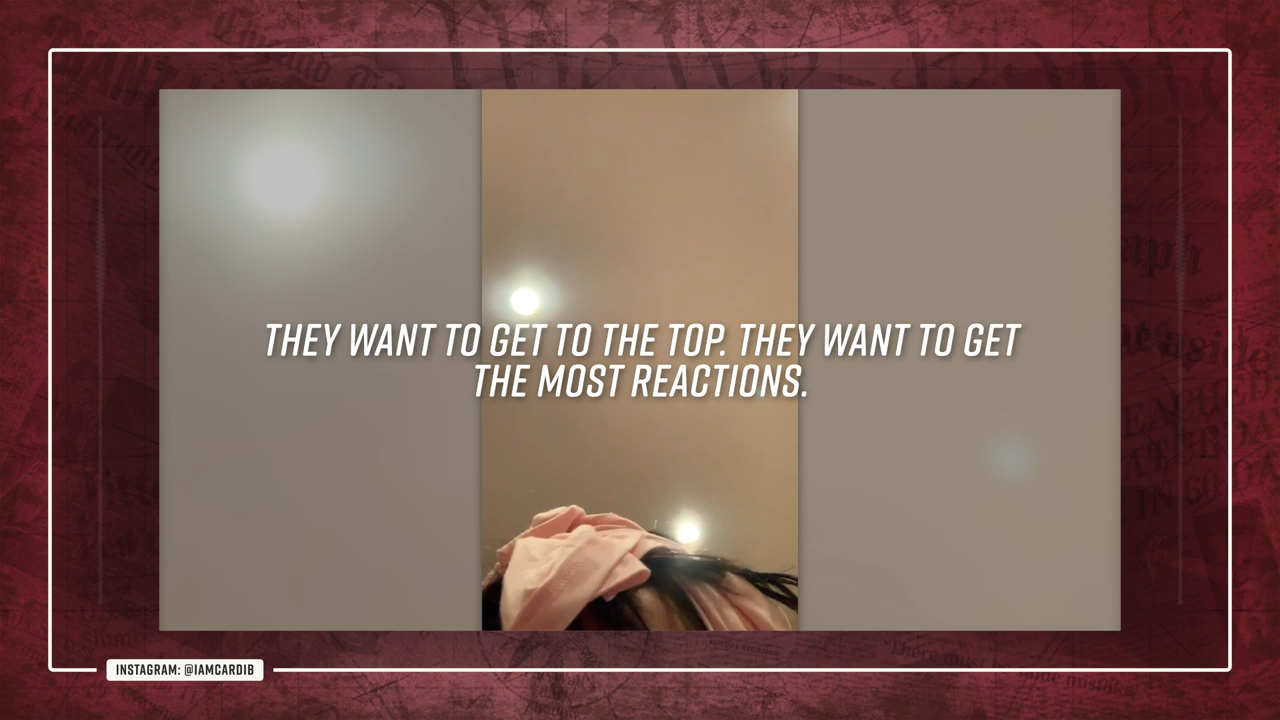 THEY WANT TO GET TO THE TOP. THEY WANT TO GET
THE MOST REACTIONS.
INSTAGRAM: @IAMCARDIB